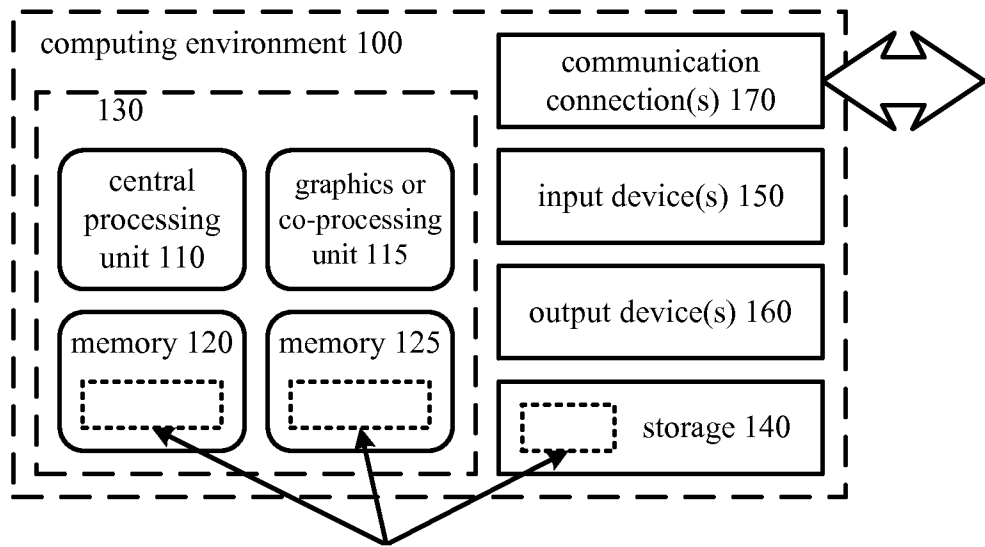 computing environment 100
130
central
processing
unit 110
graphics or
co-processing
unit 115
memory 120
memory 125
communication
connection(s) 170
input device(s) 150
output device(s) 160
storage 140